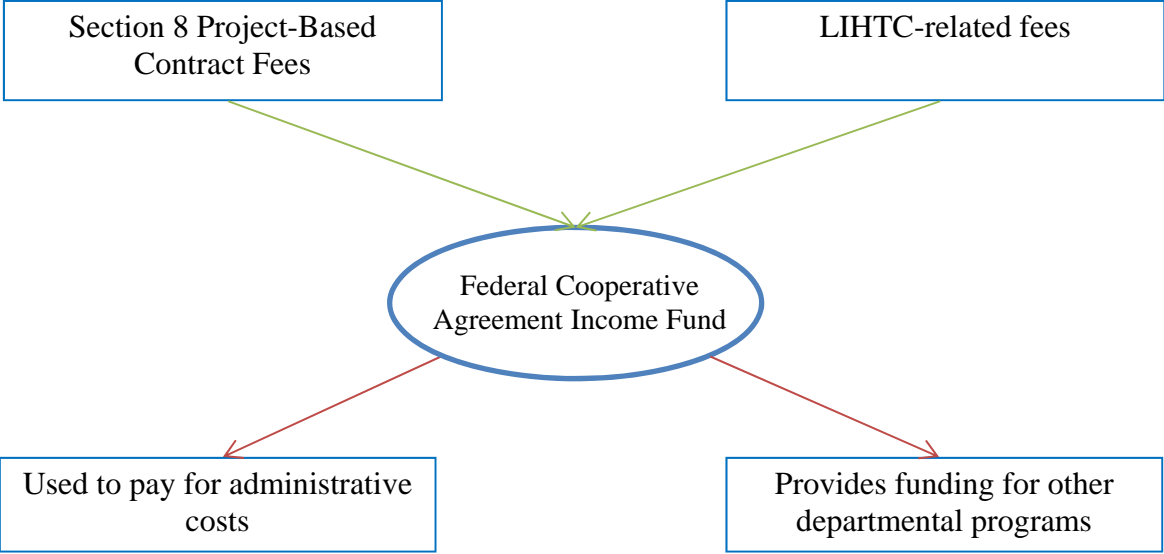 Section 8 Project-Based
Contract Fees
LIHTC-related fees
Federal Cooperative
Agreement Income Fund
Used to pay for administrative
costs
Provides funding for other
departmental programs